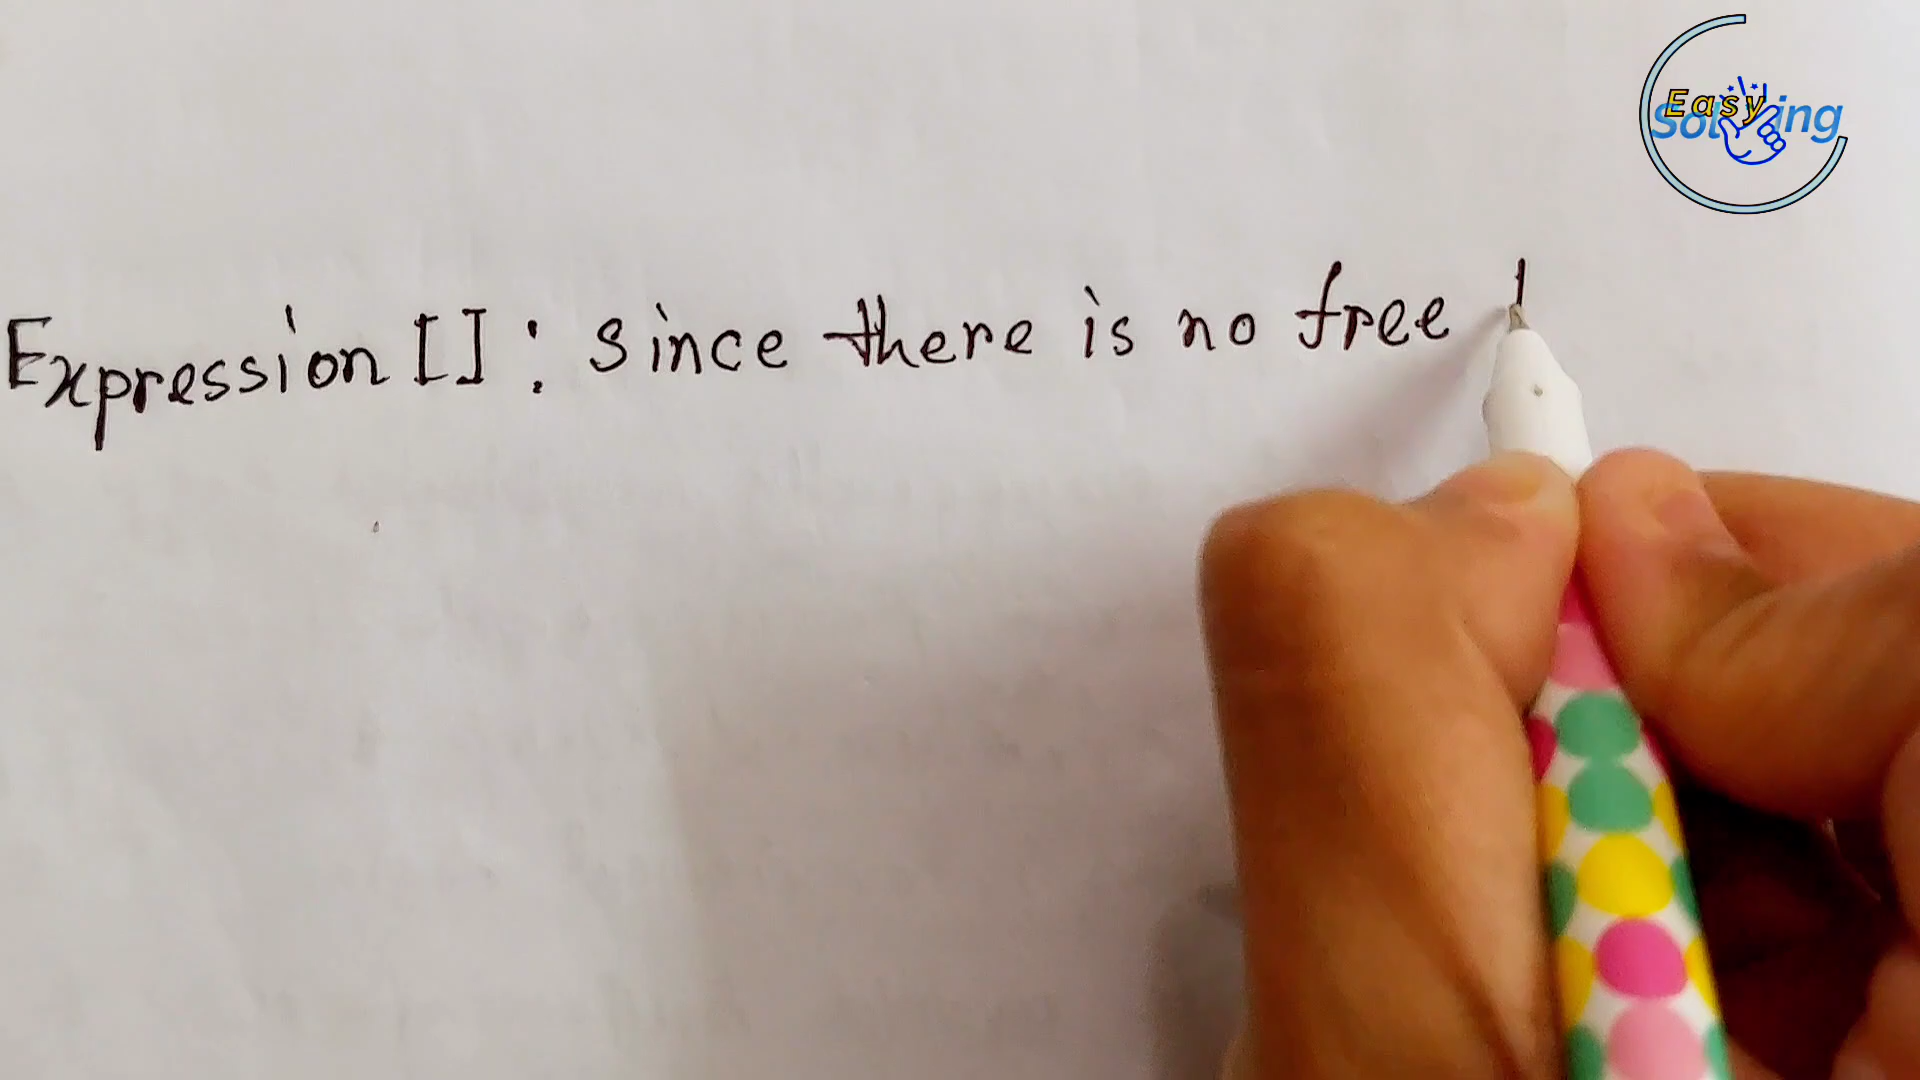 Easy
Solving
Expression []: since there is no free